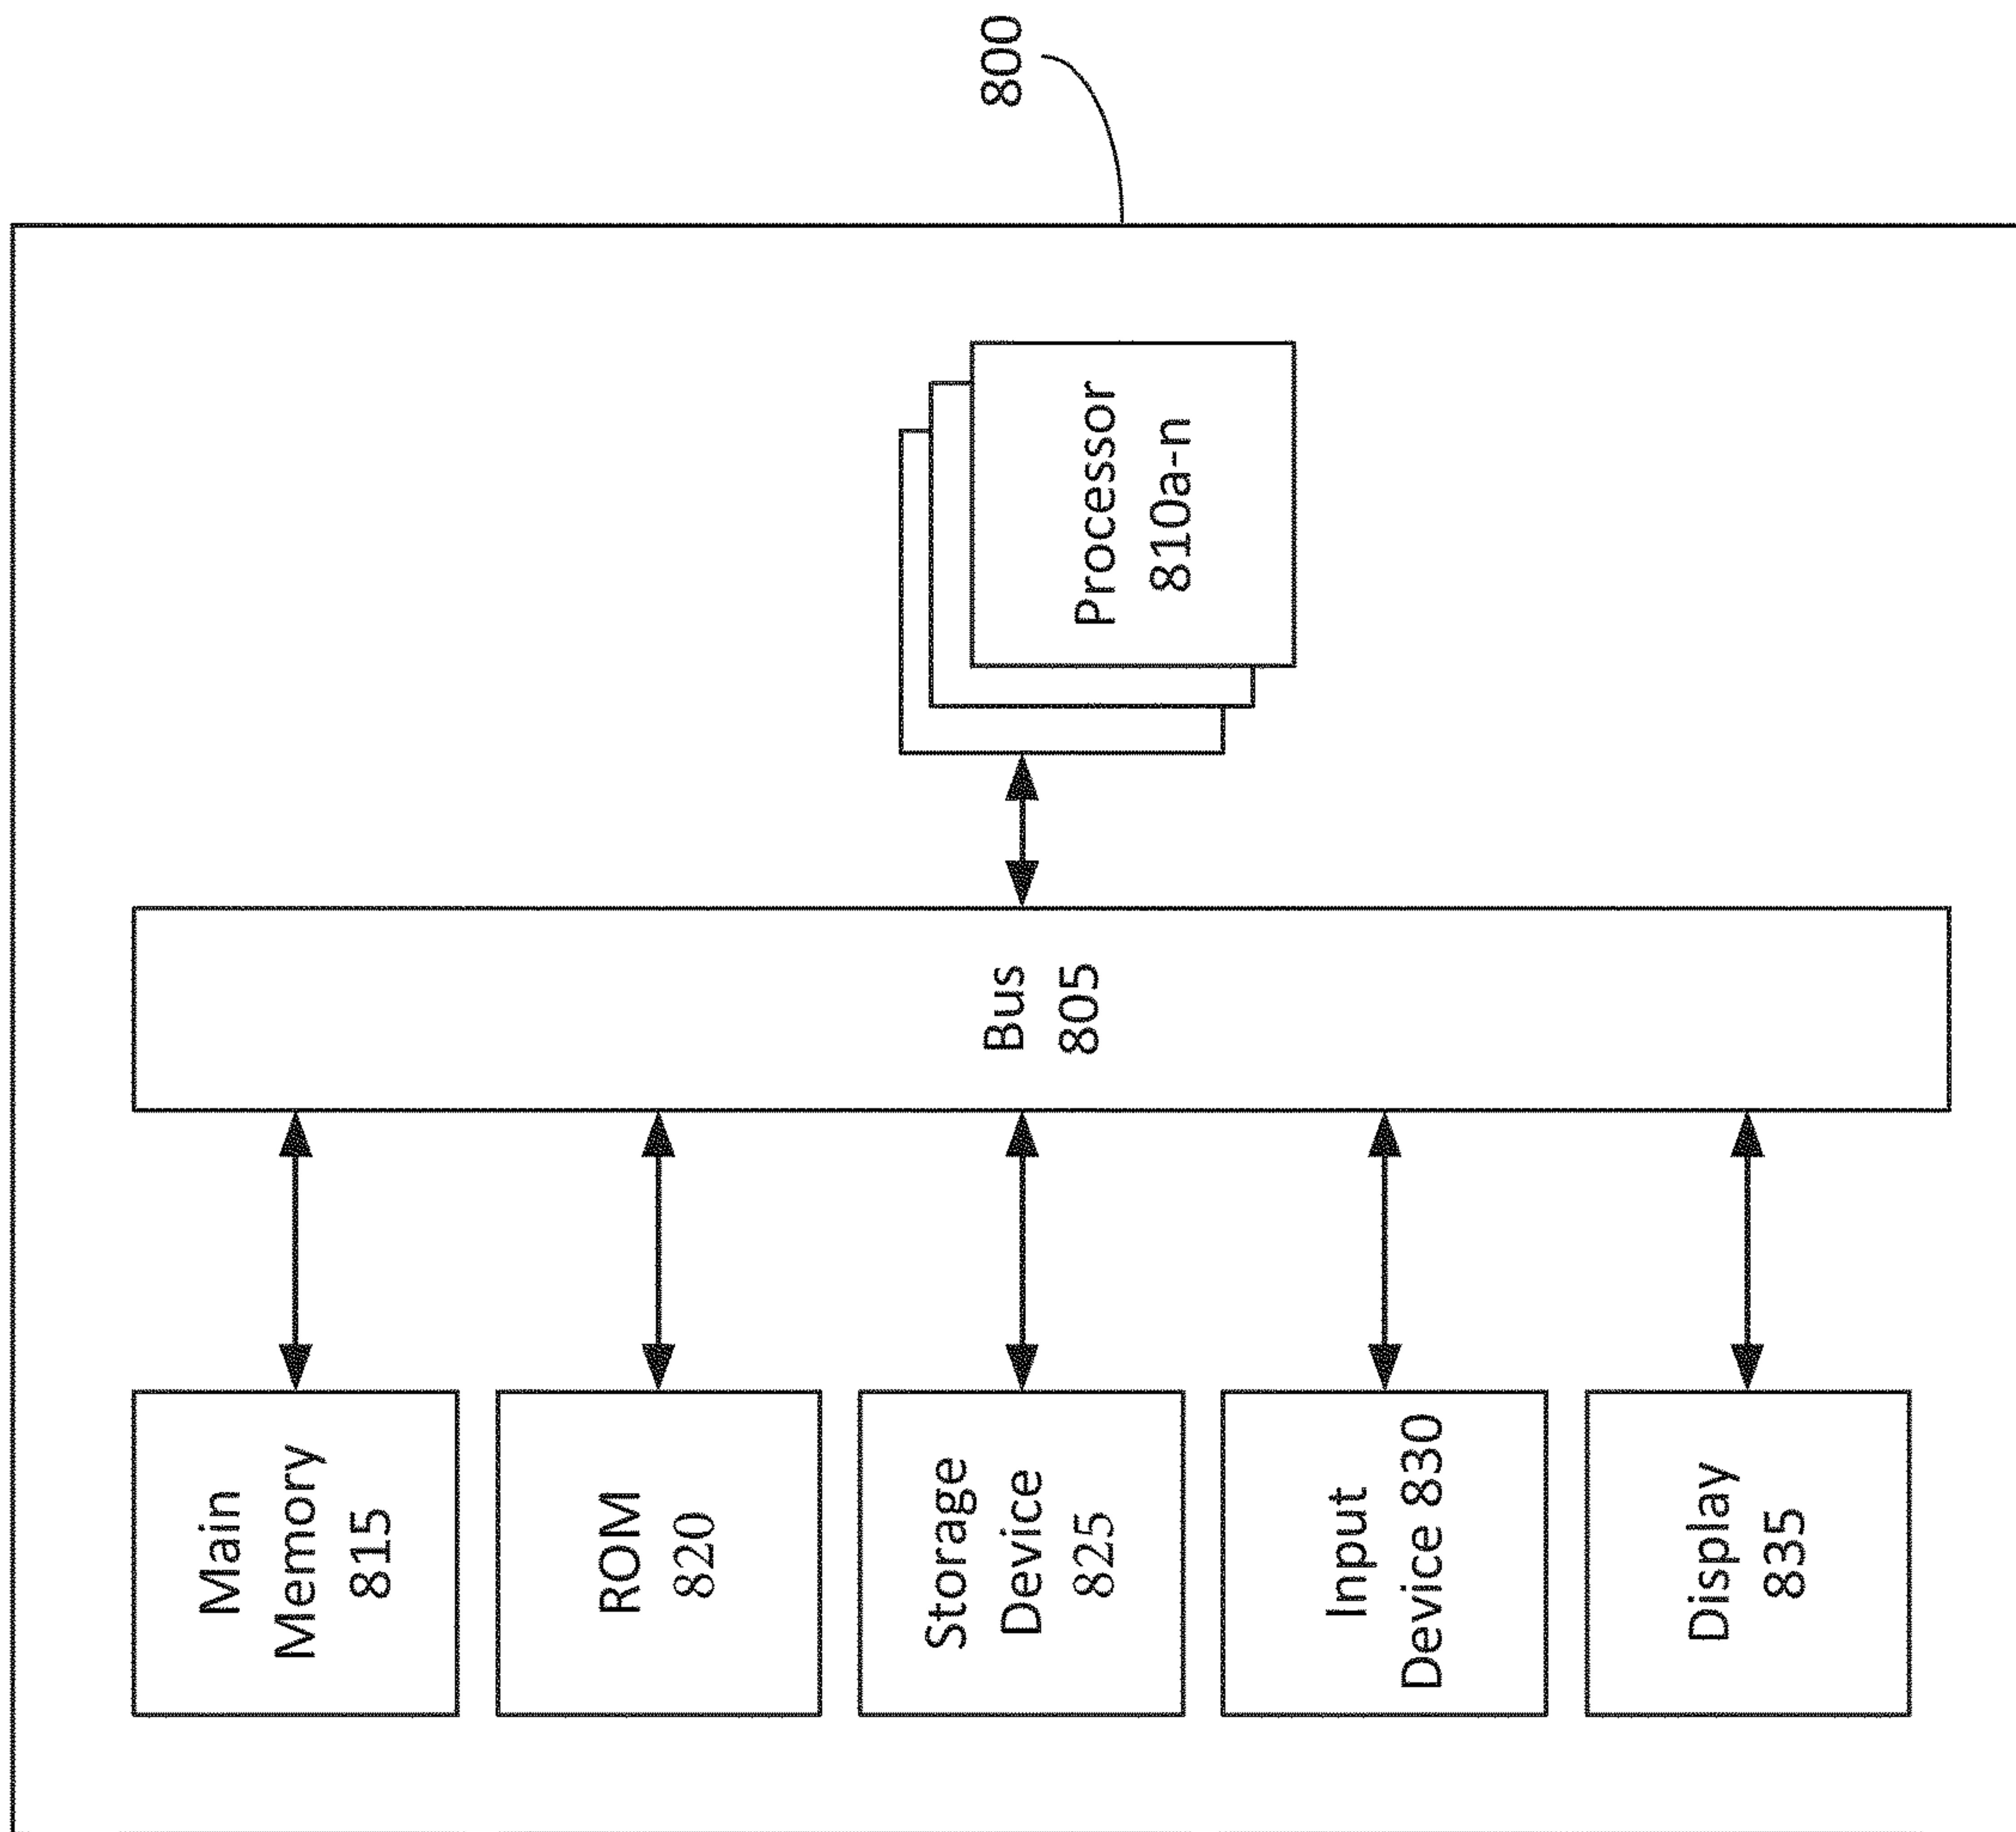 800
Main
Memory
815
ROM
820
Storage
Device
825
Input
Device 830
Display
835
Bus
805
Processor
810a-n